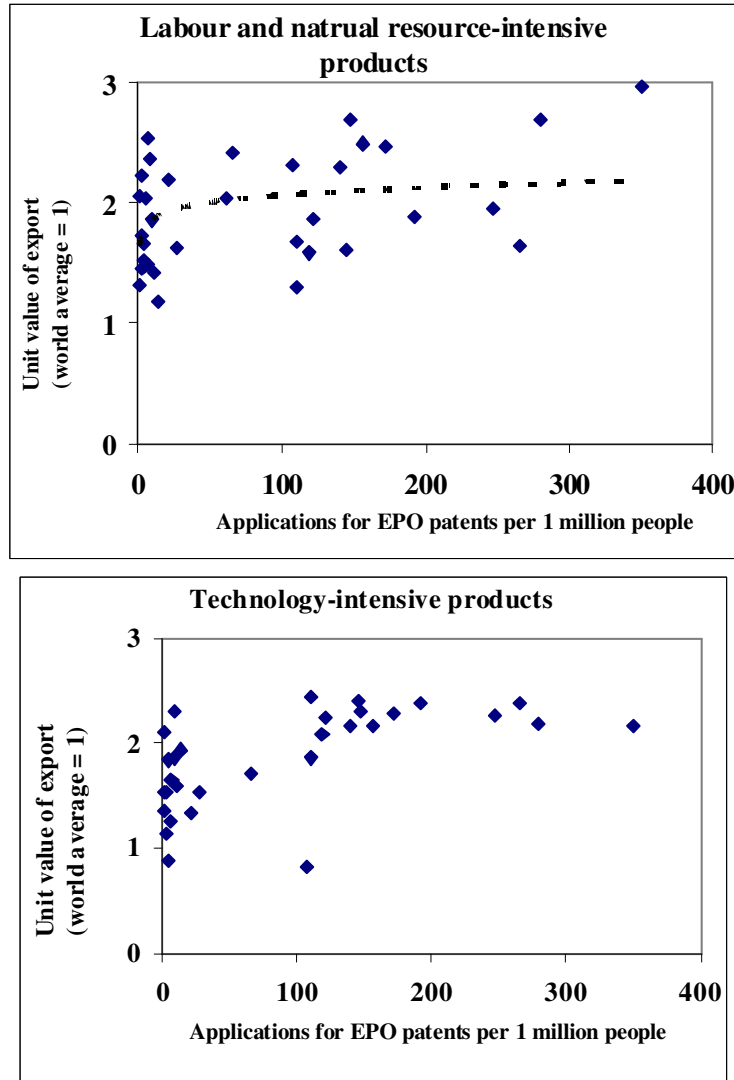 Labour and natrual resource-intensive
products
Unit value of export
(world average = 1)
3
2
1
0
0 100 200 300 400
Applications for EPO patents per 1 million people
Technology-intensive products
Unit value of export
(world average = 1)
3
2
1
0
0 100 200 300 400
Applications for EPO patents per 1 million people